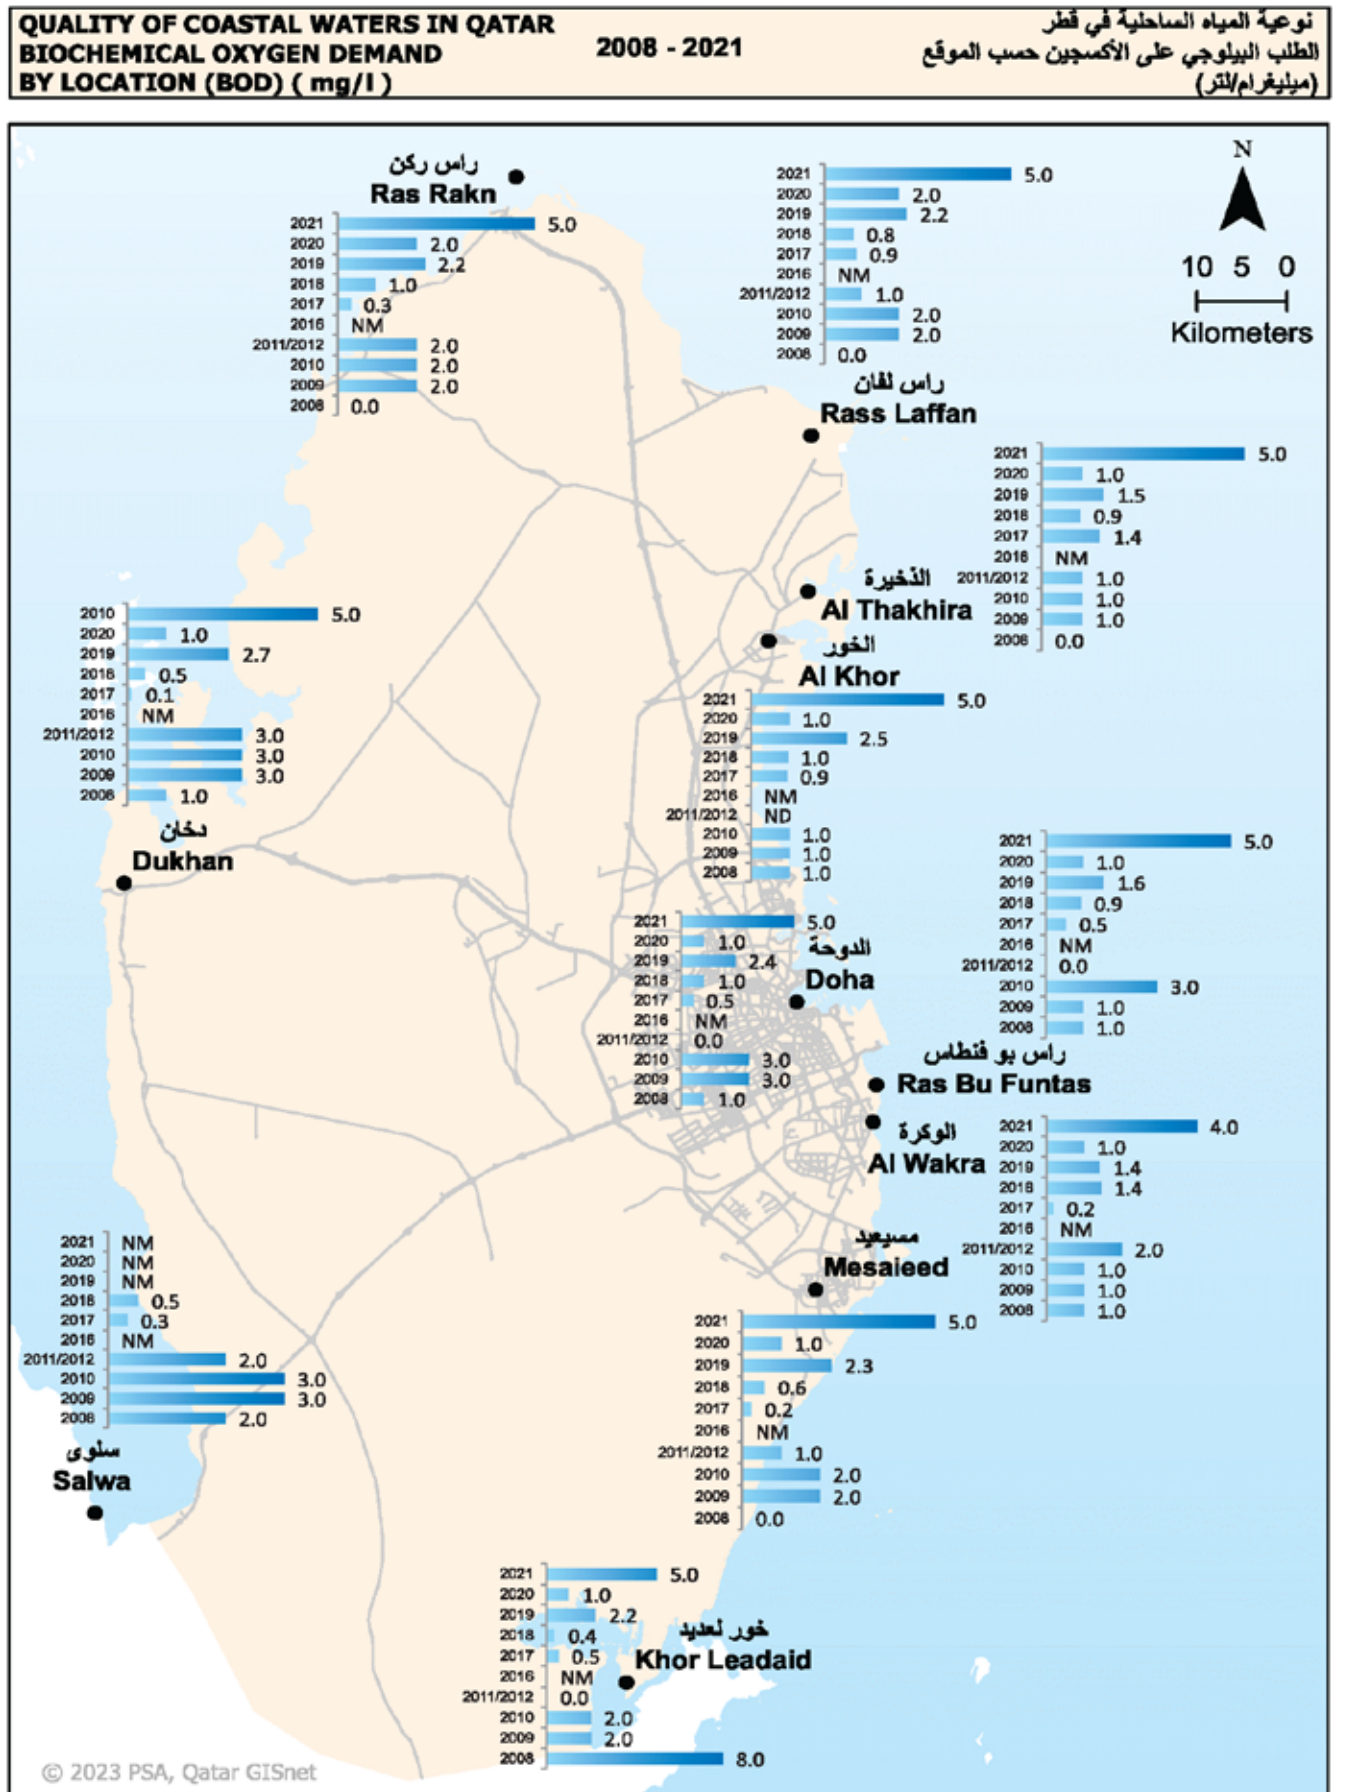 QUALITY OF COASTAL WATERS IN QATAR
BIOCHEMICAL OXYGEN DEMAND
BY LOCATION (BOD) ( mg/l )
2008 - 2021
نوعية المياه الساحلية في قطر
الطلب البيلوجي على الأكسجين حسب الموقع
(ميليغرام/للتر)
N
10 5 0
Kilometers
راس ركن
Ras Rakn
2021 5.0
2020 2.0
2019 2.2
2018 1.0
2017 0.3
2016 NM
2011/2012 2.0
2010 2.0
2009 2.0
2008 0.0
2021 5.0
2020 2.0
2019 2.2
2018 0.8
2017 0.9
2016 NM
2011/2012 1.0
2010 2.0
2009 2.0
2008 0.0
راس لفان
Rass Laffan
2021 5.0
2020 1.0
2019 1.5
2018 0.9
2017 1.4
2016 NM
2011/2012 1.0
2010 1.0
2009 1.0
2008 0.0
الذخيرة
Al Thakhira
الخور
Al Khor
2021 5.0
2020 1.0
2019 2.5
2018 1.0
2017 0.9
2016 NM
2011/2012 ND
2010 1.0
2009 1.0
2008 1.0
2010 5.0
2020 1.0
2019 2.7
2018 0.5
2017 0.1
2016 NM
2011/2012 3.0
2010 3.0
2009 3.0
2008 1.0
دخان
Dukhan
2021 5.0
2020 1.0
2019 2.4
2018 1.0
2017 0.5
2016 NM
2011/2012 0.0
2010 3.0
2009 3.0
2008 1.0
الدوحة
Doha
2021 5.0
2020 1.0
2019 1.6
2018 0.9
2017 0.5
2016 NM
2011/2012 0.0
2010 3.0
2009 1.0
2008 1.0
راس بو فنطاس
Ras Bu Funtas
الوكرة
Al Wakra
2021 4.0
2020 1.0
2019 1.4
2018 1.4
2017 0.2
2016 NM
2011/2012 2.0
2010 1.0
2009 1.0
2008 1.0
مسيعيد
Mesaieed
2021 5.0
2020 1.0
2019 2.3
2018 0.6
2017 0.2
2016 NM
2011/2012 1.0
2010 2.0
2009 2.0
2008 0.0
2021 NM
2020 NM
2019 NM
2018 0.5
2017 0.3
2016 NM
2011/2012 2.0
2010 3.0
2009 3.0
2008 2.0
سلوى
Salwa
2021 5.0
2020 1.0
2019 2.2
2018 0.4
2017 0.5
2016 NM
2011/2012 0.0
2010 2.0
2009 2.0
2008 8.0
خور لعديد
Khor Leadaid
© 2023 PSA, Qatar GISnet